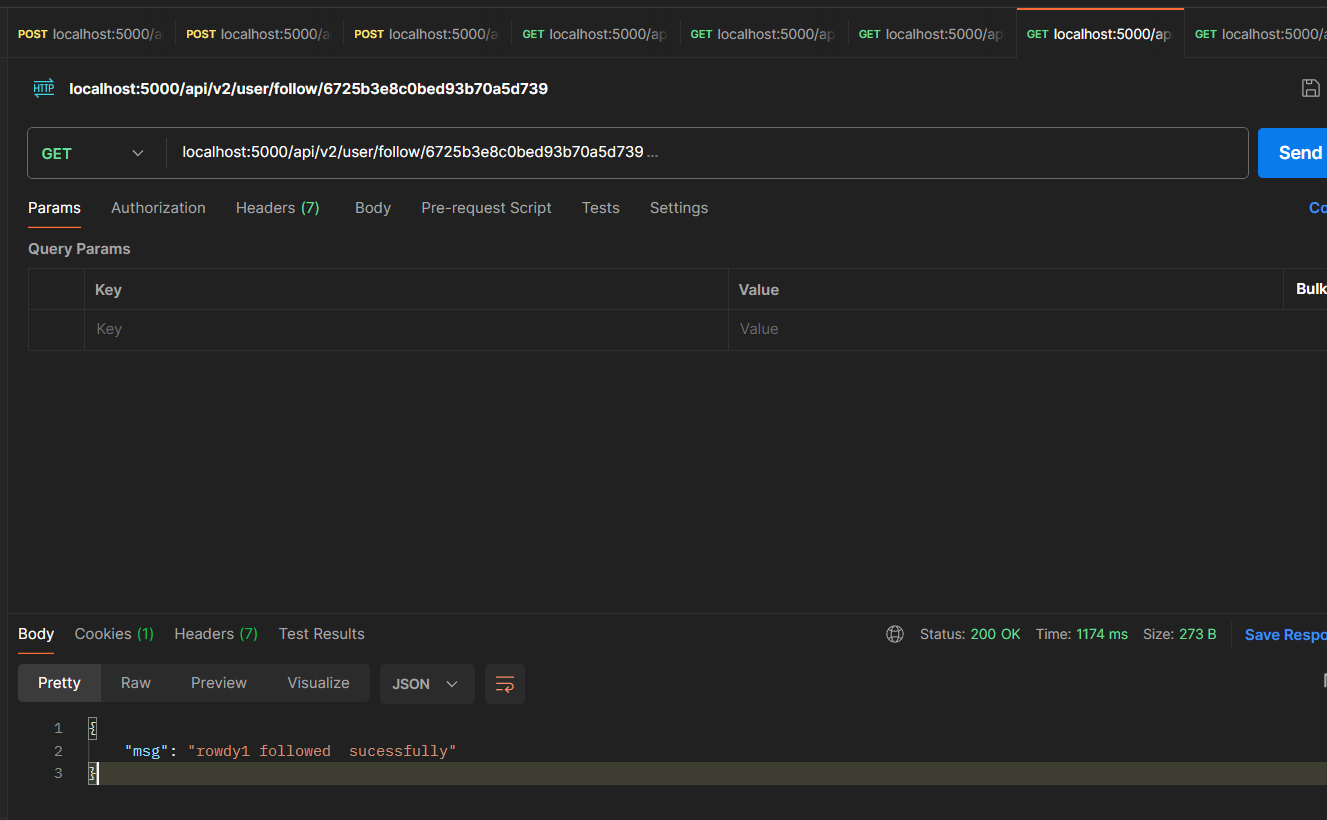 POST localhost:5000/a POST localhost:5000/a POST localhost:5000/a GET localhost:5000/ap GET localhost:5000/ap GET localhost:5000/ap GET localhost:5000/ap GET localhost:5000/a
HTTP localhost:5000/api/v2/user/follow/6725b3e8c0bed93b70a5d739
GET localhost:5000/api/v2/user/follow/6725b3e8c0bed93b70a5d739 ... Send
Params Authorization Headers (7) Body Pre-request Script Tests Settings Co
Query Params
Key Value Bulk
Key Value
Body Cookies (1) Headers (7) Test Results Status: 200 OK Time: 1174 ms Size: 273 B Save Respo
Pretty Raw Preview Visualize JSON
1 {
2 "msg": "rowdy1 followed  sucessfully"
3 }